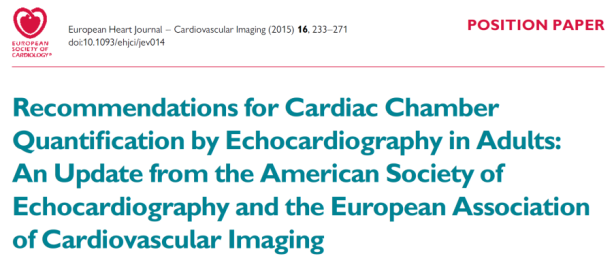 EUROPEAN
SOCIETY OF
CARDIOLOGY®
European Heart Journal – Cardiovascular Imaging (2015) 16, 233–271
doi:10.1093/ehjci/jev014
POSITION PAPER
Recommendations for Cardiac Chamber
Quantification by Echocardiography in Adults:
An Update from the American Society of
Echocardiography and the European Association
of Cardiovascular Imaging